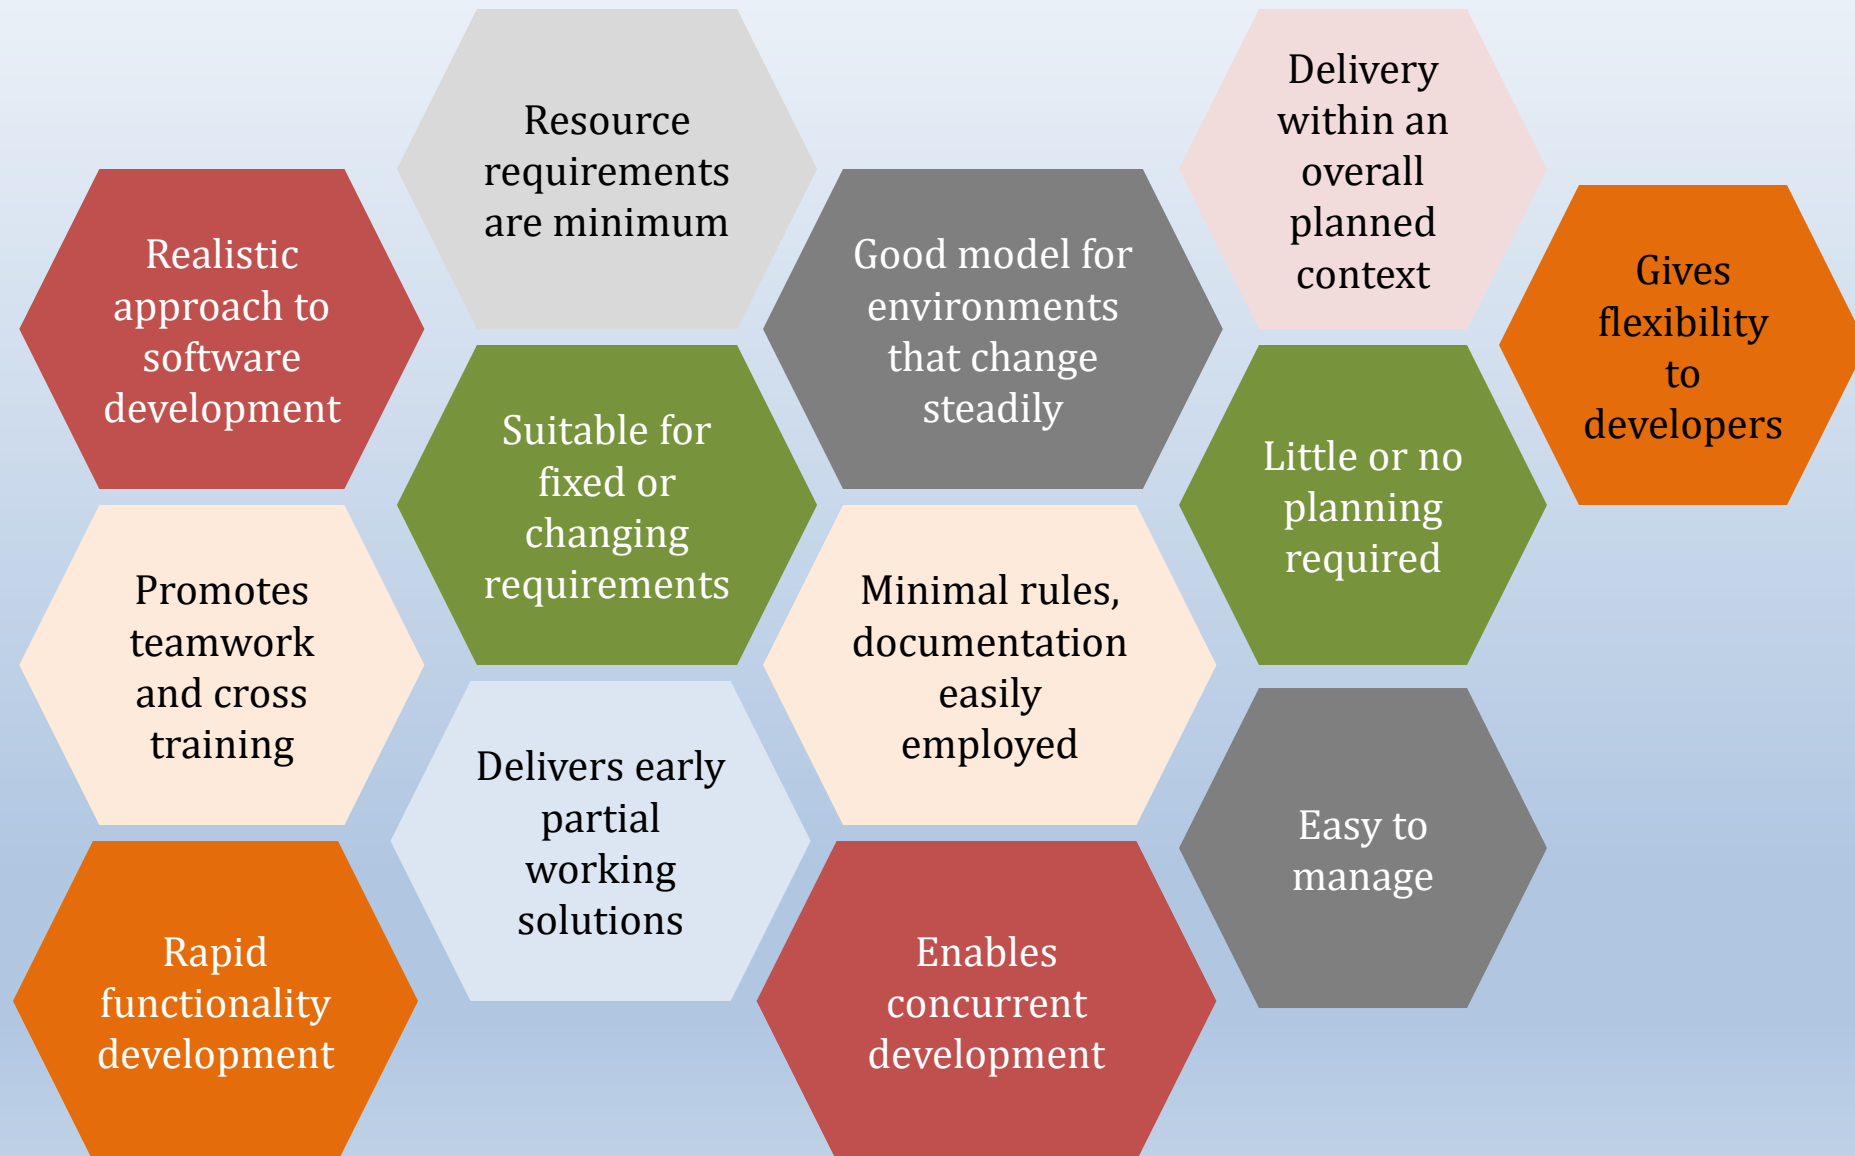 Realistic
approach to
software
development
Promotes
teamwork
and cross
training
Rapid
functionality
development
Resource
requirements
are minimum
Suitable for
fixed or
changing
requirements
Delivers early
partial
working
solutions
Good model for
environments
that change
steadily
Minimal rules,
documentation
easily
employed
Enables
concurrent
development
Delivery
within an
overall
planned
context
Little or no
planning
required
Easy to
manage
Gives
flexibility
to
developers